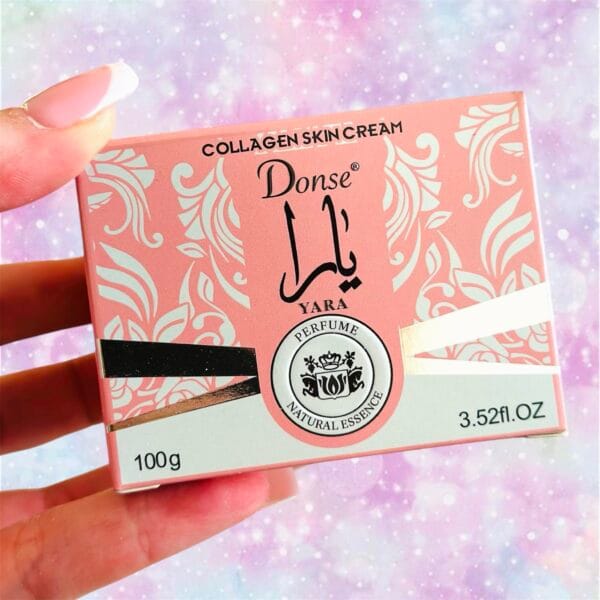 COLLAGEN SKIN CREAM
Donse®
يارا
YARA
PERFUME
NATURAL ESSENCE
100g
3.52fl.OZ